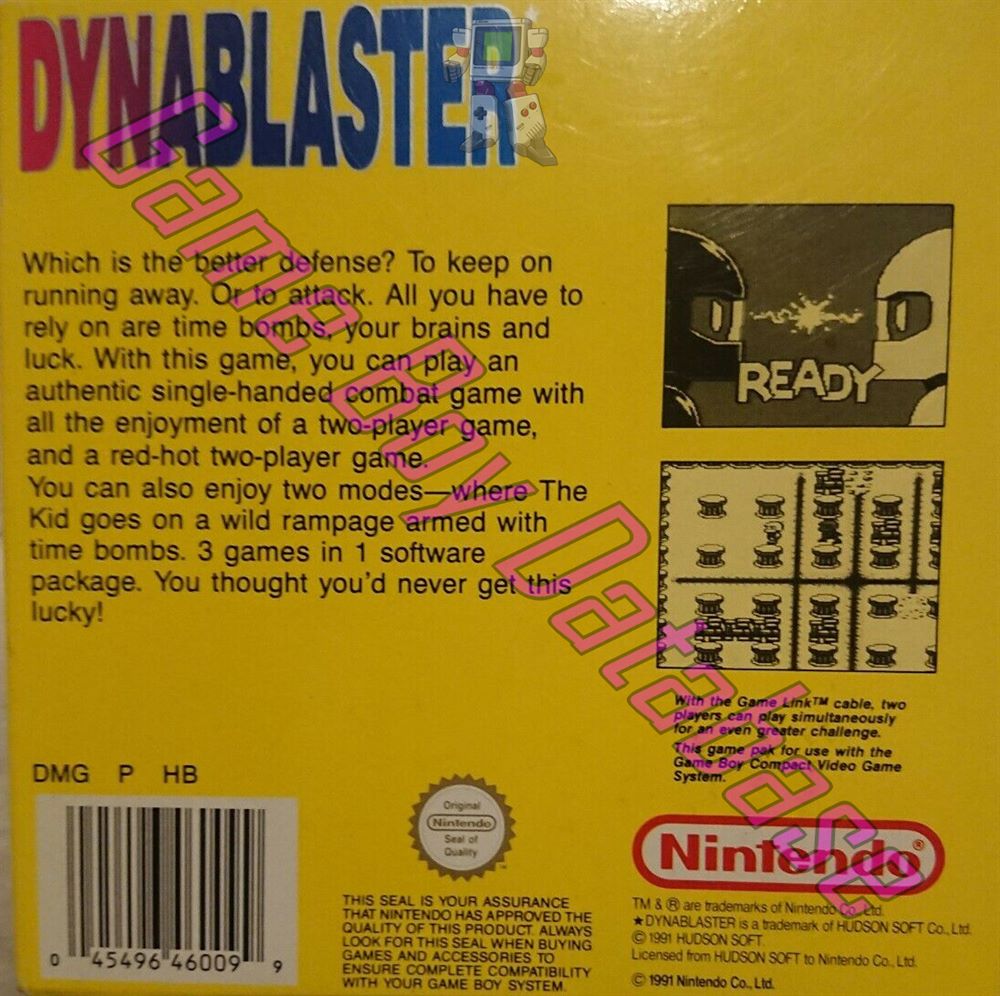 DYNABLASTER
Which is the better defense? To keep on
running away. Or to attack. All you have to
rely on are time bombs, your brains and
luck. With this game, you can play an
authentic single-handed combat game with
all the enjoyment of a two-player game,
and a red-hot two-player game.
You can also enjoy two modes—where The
Kid goes on a wild rampage armed with
time bombs. 3 games in 1 software
package. You thought you'd never get this
lucky!
READY
With the Game Link™ cable, two
players can play simultaneously
for an even greater challenge.
This game pak for use with the
Game Boy Compact Video Game
System.
DMG P HB
0 45496 46009 9
Original
Nintendo
Seal of
Quality
THIS SEAL IS YOUR ASSURANCE
THAT NINTENDO HAS APPROVED THE
QUALITY OF THIS PRODUCT. ALWAYS
LOOK FOR THIS SEAL WHEN BUYING
GAMES AND ACCESSORIES TO
ENSURE COMPLETE COMPATIBILITY
WITH YOUR GAME BOY SYSTEM.
Nintendo®
TM & ® are trademarks of Nintendo Co., Ltd.
★DYNABLASTER is a trademark of HUDSON SOFT Co., Ltd.
© 1991 HUDSON SOFT.
Licensed from HUDSON SOFT to Nintendo Co., Ltd.
© 1991 Nintendo Co., Ltd.
Game Boy Database